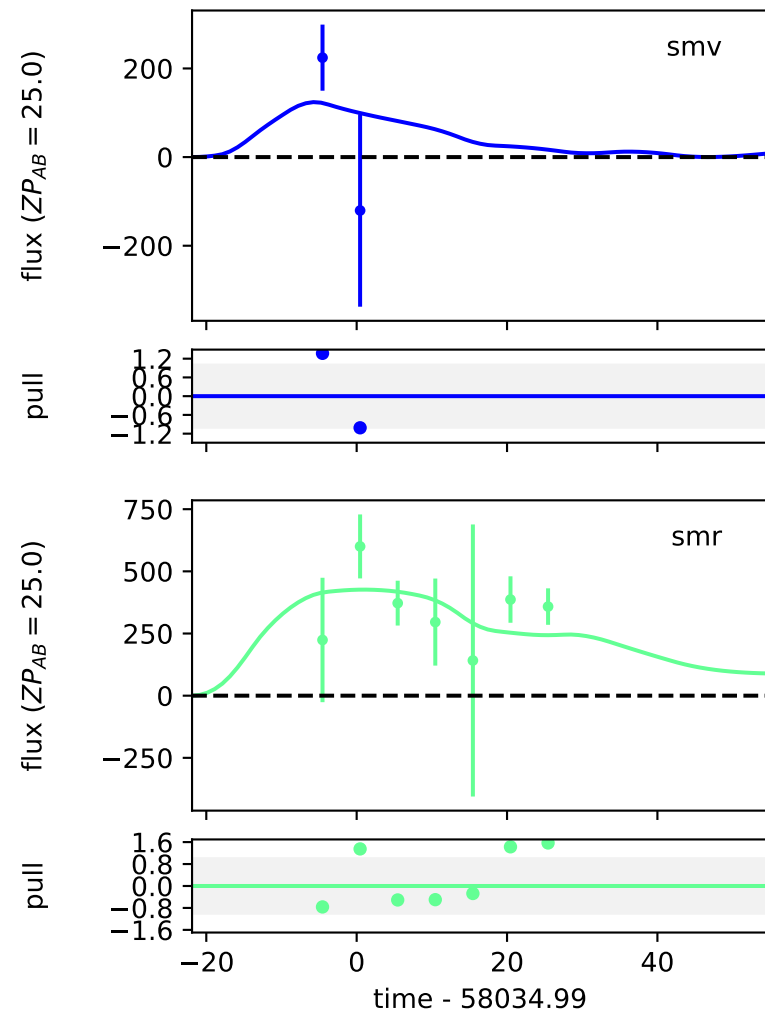 smv
flux (ZP_AB = 25.0)
200
0
−200
pull
1.2
0.6
0.0
−0.6
−1.2
smr
flux (ZP_AB = 25.0)
750
500
250
0
−250
pull
1.6
0.8
0.0
−0.8
−1.6
−20 0 20 40
time - 58034.99